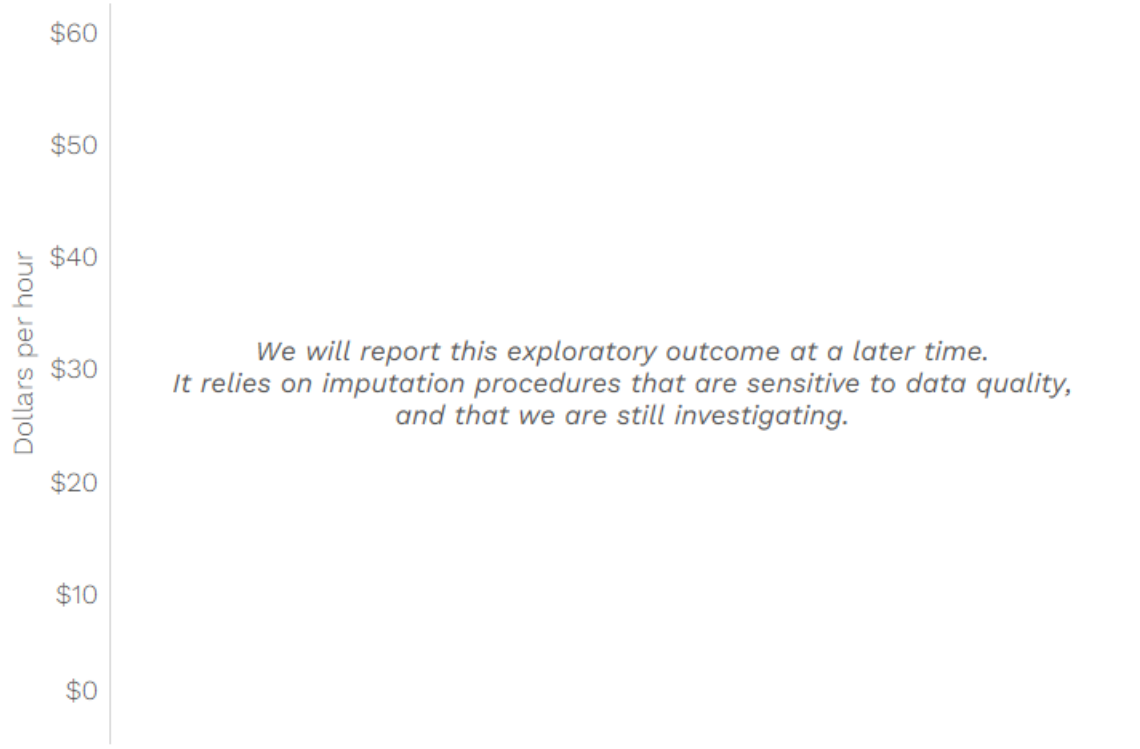 $60
$50
$40
Dollars per hour
$30
We will report this exploratory outcome at a later time.
It relies on imputation procedures that are sensitive to data quality,
and that we are still investigating.
$20
$10
$0